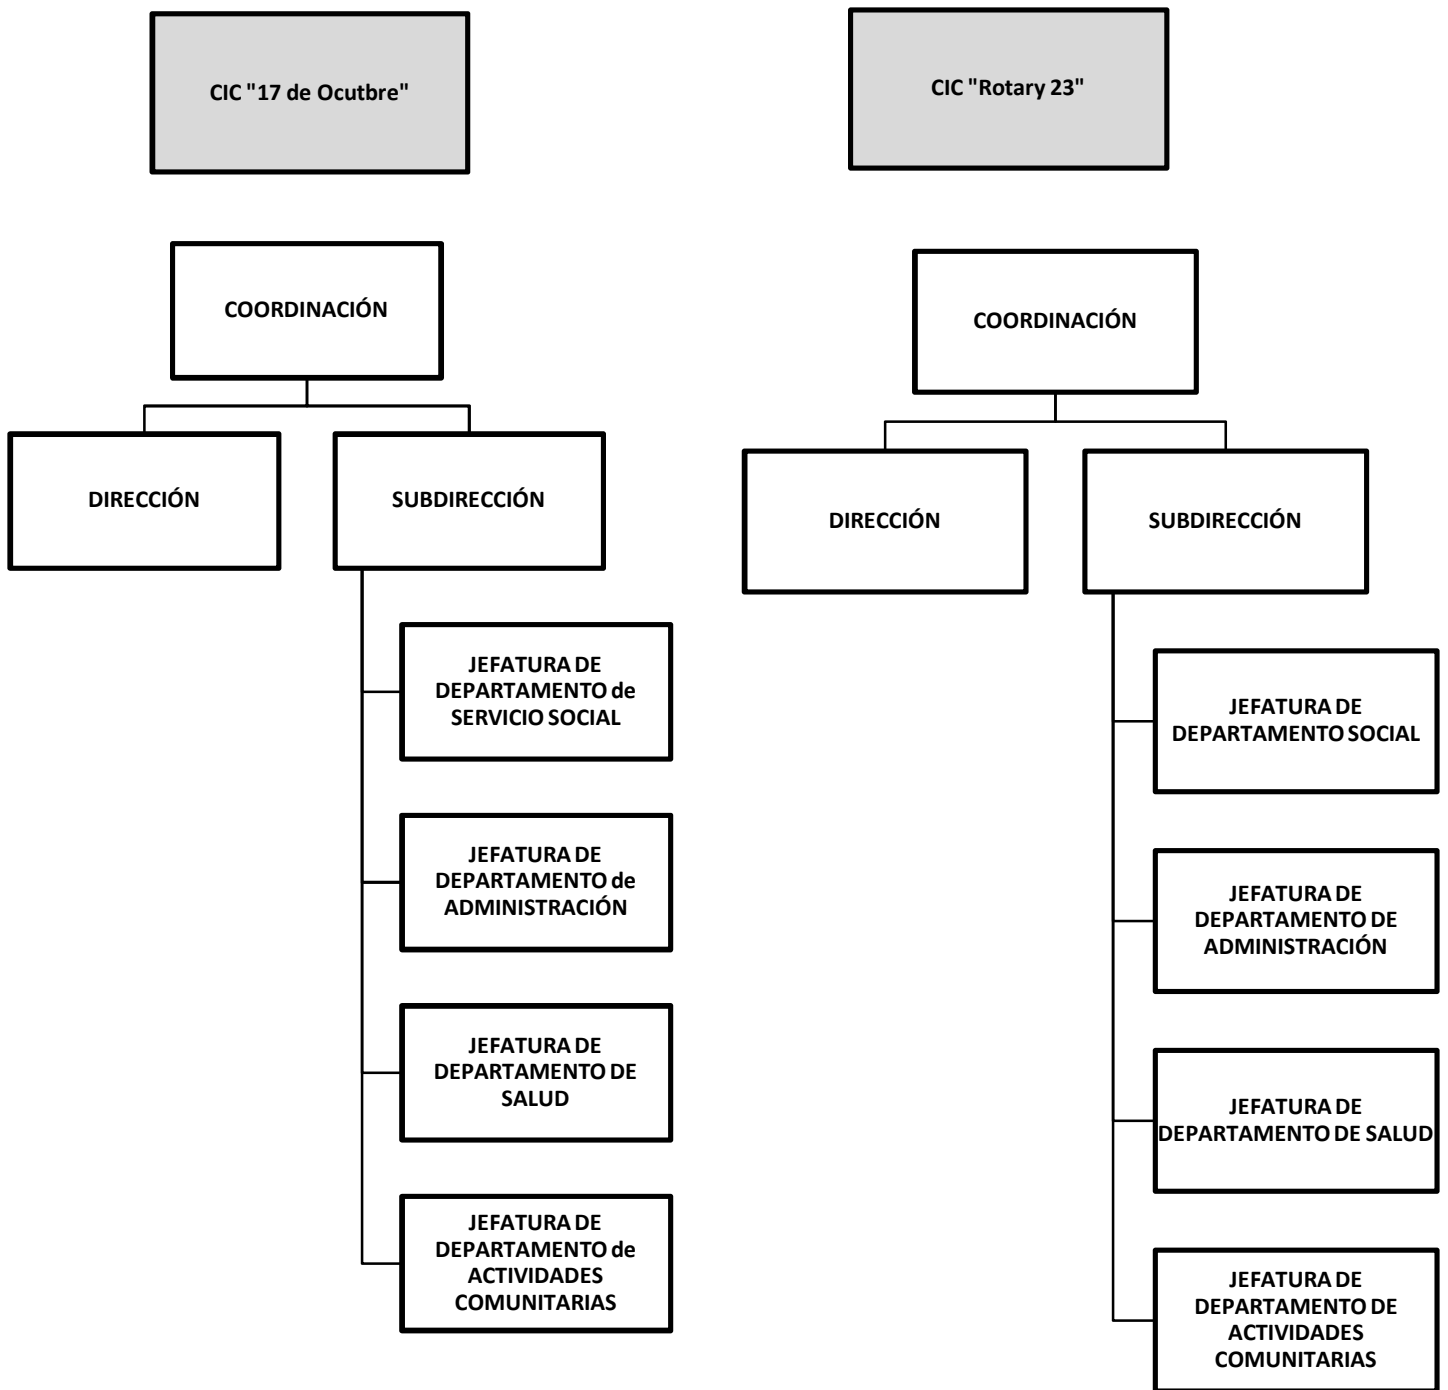 CIC "17 de Ocutbre"
COORDINACIÓN
DIRECCIÓN
SUBDIRECCIÓN
JEFATURA DE
DEPARTAMENTO de
SERVICIO SOCIAL
JEFATURA DE
DEPARTAMENTO de
ADMINISTRACIÓN
JEFATURA DE
DEPARTAMENTO DE
SALUD
JEFATURA DE
DEPARTAMENTO de
ACTIVIDADES
COMUNITARIAS
CIC "Rotary 23"
COORDINACIÓN
DIRECCIÓN
SUBDIRECCIÓN
JEFATURA DE
DEPARTAMENTO SOCIAL
JEFATURA DE
DEPARTAMENTO DE
ADMINISTRACIÓN
JEFATURA DE
DEPARTAMENTO DE SALUD
JEFATURA DE
DEPARTAMENTO DE
ACTIVIDADES
COMUNITARIAS